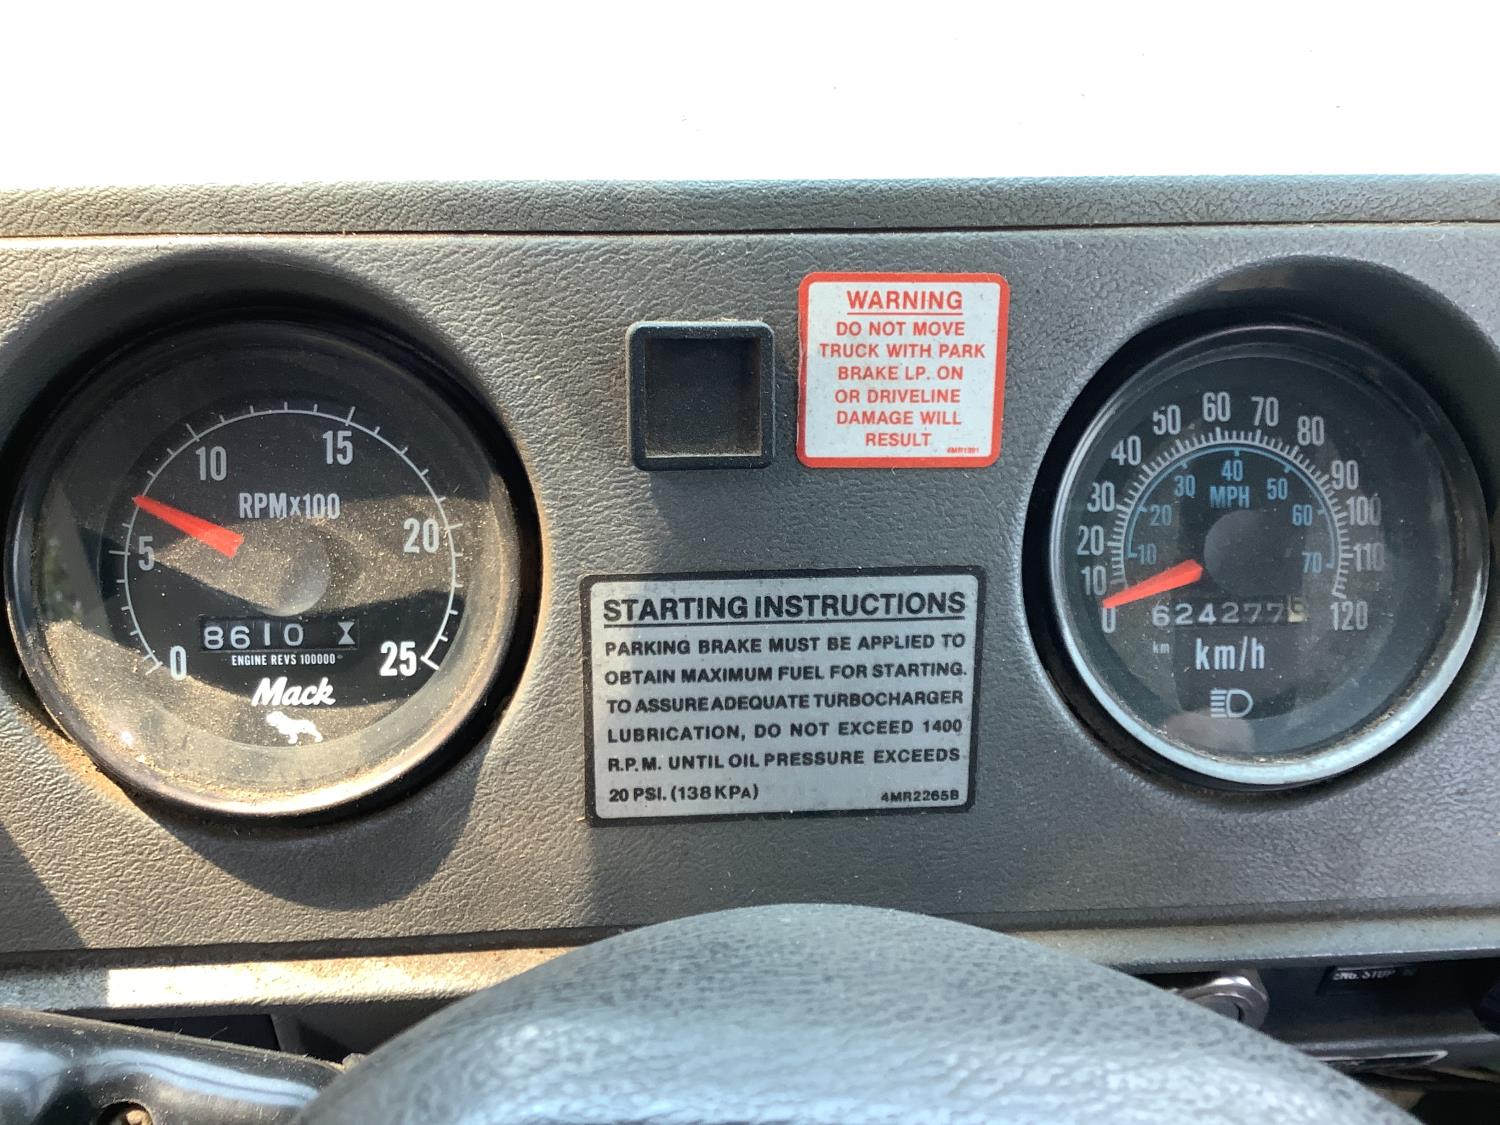 10
15
RPMx100
5
20
8610
0
25
ENGINE REVS 100000
Mack
WARNING
DO NOT MOVE
TRUCK WITH PARK
BRAKE LP. ON
OR DRIVELINE
DAMAGE WILL
RESULT
4MR1391
STARTING INSTRUCTIONS
PARKING BRAKE MUST BE APPLIED TO
OBTAIN MAXIMUM FUEL FOR STARTING.
TO ASSURE ADEQUATE TURBOCHARGER
LUBRICATION, DO NOT EXCEED 1400
R.P.M. UNTIL OIL PRESSURE EXCEEDS
20 PSI. (138 KPA)
4MR2265B
0 10 20 30 40 50 60 70 80 90 100 110 120
10 20 30 40 50 60 70
MPH
624277
km
km/h
ENG. STOP